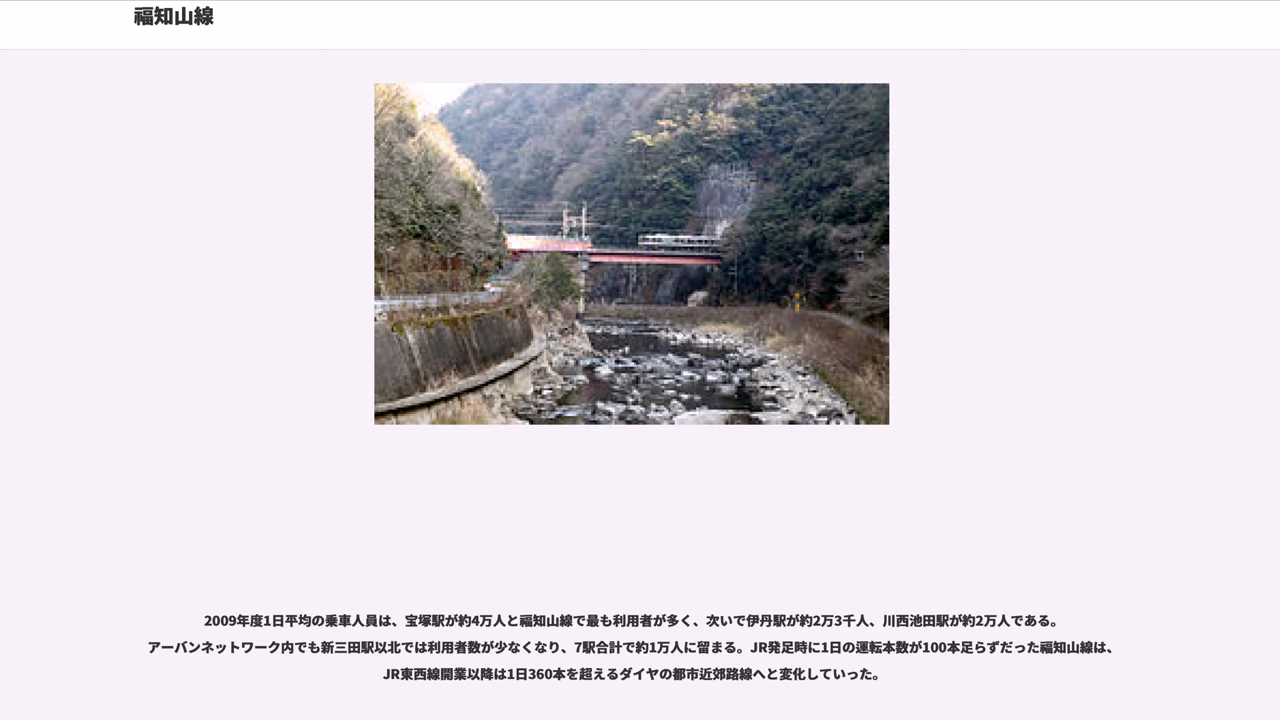 福知山線
2009年度1日平均の乗車人員は、宝塚駅が約4万人と福知山線で最も利用者が多く、次いで伊丹駅が約2万3千人、川西池田駅が約2万人である。
アーバンネットワーク内でも新三田駅以北では利用者数が少なくなり、7駅合計で約1万人に留まる。JR発足時に1日の運転本数が100本足らずだった福知山線は、
JR東西線開業以降は1日360本を超えるダイヤの都市近郊路線へと変化していった。